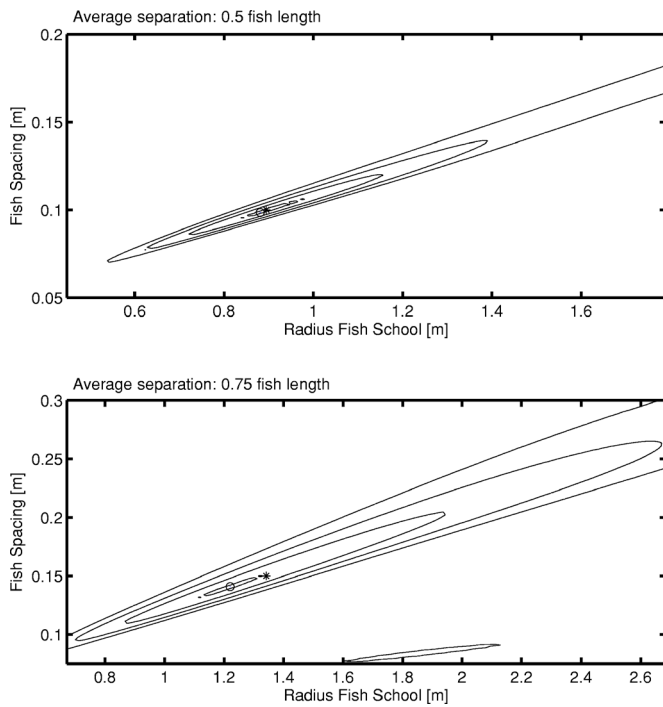 Average separation: 0.5 fish length
0.2
0.15
0.1
0.05
Fish Spacing [m]
0.6 0.8 1 1.2 1.4 1.6
Radius Fish School [m]
Average separation: 0.75 fish length
0.3
0.25
0.2
0.15
0.1
Fish Spacing [m]
0.8 1 1.2 1.4 1.6 1.8 2 2.2 2.4 2.6
Radius Fish School [m]